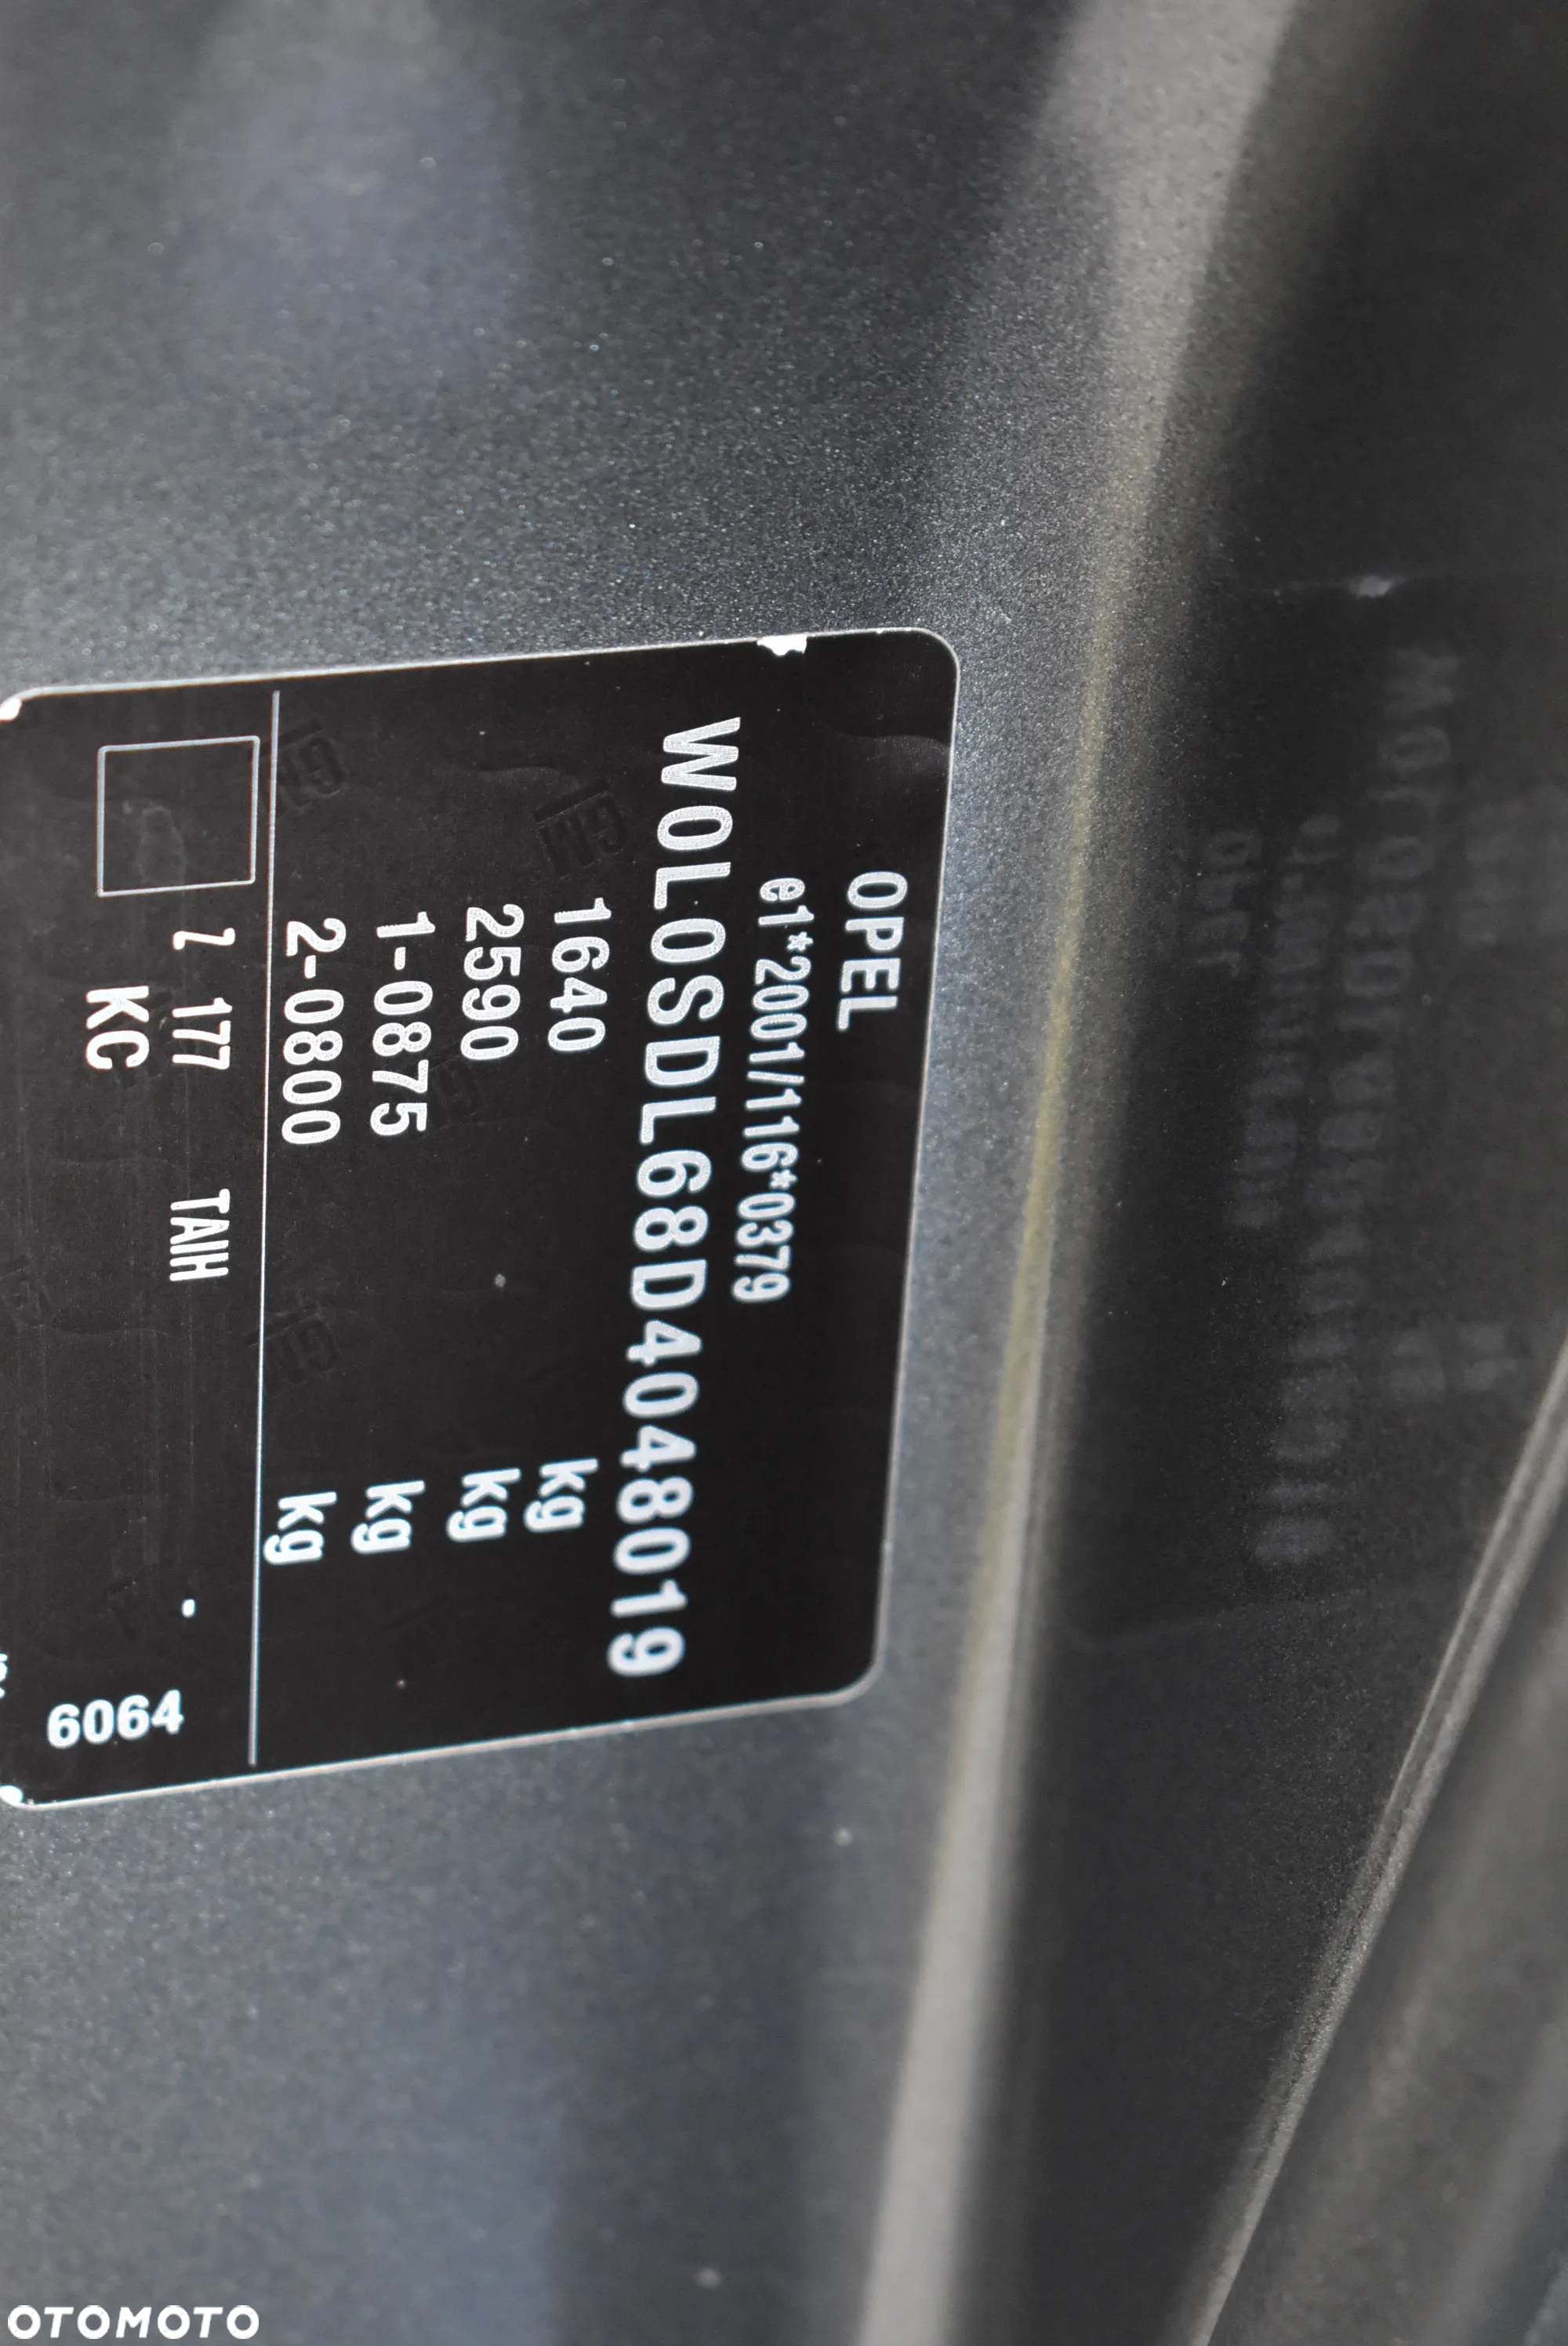 OPEL
e1*2001/116*0379
W0L0SDL68D4048019
1640 kg
2590 kg
1-0875 kg
2-0800 kg
Z 177 TAIH
KC
6064
OTOMOTO